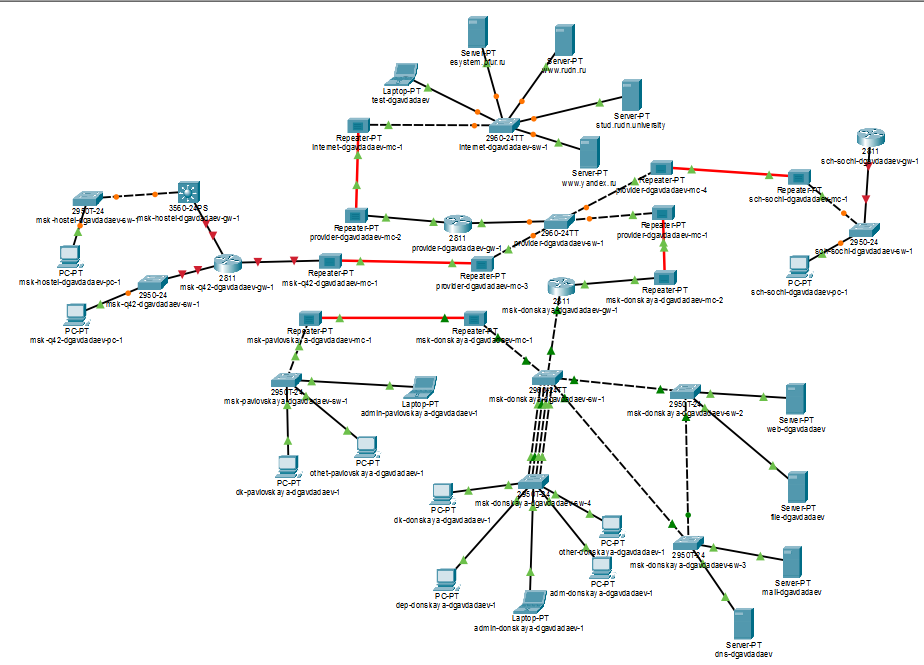 Server-PT
esystem.pfur.ru
Server-PT
www.rudn.ru
Laptop-PT
test-dgavdadaev
Server-PT
stud.rudn.university
Repeater-PT
internet-dgavdadaev-mc-1
2960-24TT
internet-dgavdadaev-sw-1
Server-PT
www.yandex.ru
2811
sch-sochi-dgavdadaev-gw-1
Repeater-PT
provider-dgavdadaev-mc-4
Repeater-PT
sch-sochi-dgavdadaev-mc-1
2950T-24
msk-hostel-dgavdadaev-sw-1
3560-24PS
msk-hostel-dgavdadaev-gw-1
Repeater-PT
provider-dgavdadaev-mc-2
2811
provider-dgavdadaev-gw-1
2960-24TT
provider-dgavdadaev-sw-1
Repeater-PT
provider-dgavdadaev-mc-1
2950-24
sch-sochi-dgavdadaev-sw-1
PC-PT
msk-hostel-dgavdadaev-pc-1
2811
msk-q42-dgavdadaev-gw-1
Repeater-PT
msk-q42-dgavdadaev-mc-1
Repeater-PT
provider-dgavdadaev-mc-3
Repeater-PT
msk-donskaya-dgavdadaev-mc-2
PC-PT
sch-sochi-dgavdadaev-pc-1
2950-24
msk-q42-dgavdadaev-sw-1
2811
msk-donskaya-dgavdadaev-gw-1
PC-PT
msk-q42-dgavdadaev-pc-1
Repeater-PT
msk-pavlovskaya-dgavdadaev-mc-1
Repeater-PT
msk-donskaya-dgavdadaev-mc-1
2950T-24
msk-pavlovskaya-dgavdadaev-sw-1
Laptop-PT
admin-pavlovskaya-dgavdadaev-1
2960-24TT
msk-donskaya-dgavdadaev-sw-1
2950T-24
msk-donskaya-dgavdadaev-sw-2
Server-PT
web-dgavdadaev
PC-PT
othet-pavlovskaya-dgavdadaev-1
PC-PT
dk-pavlovskaya-dgavdadaev-1
2950T-24
msk-donskaya-dgavdadaev-sw-4
Server-PT
file-dgavdadaev
PC-PT
dk-donskaya-dgavdadaev-1
PC-PT
other-donskaya-dgavdadaev-1
2950T-24
msk-donskaya-dgavdadaev-sw-3
PC-PT
adm-donskaya-dgavdadaev-1
Server-PT
mail-dgavdadaev
PC-PT
dep-donskaya-dgavdadaev-1
Laptop-PT
admin-donskaya-dgavdadaev-1
Server-PT
dns-dgavdadaev